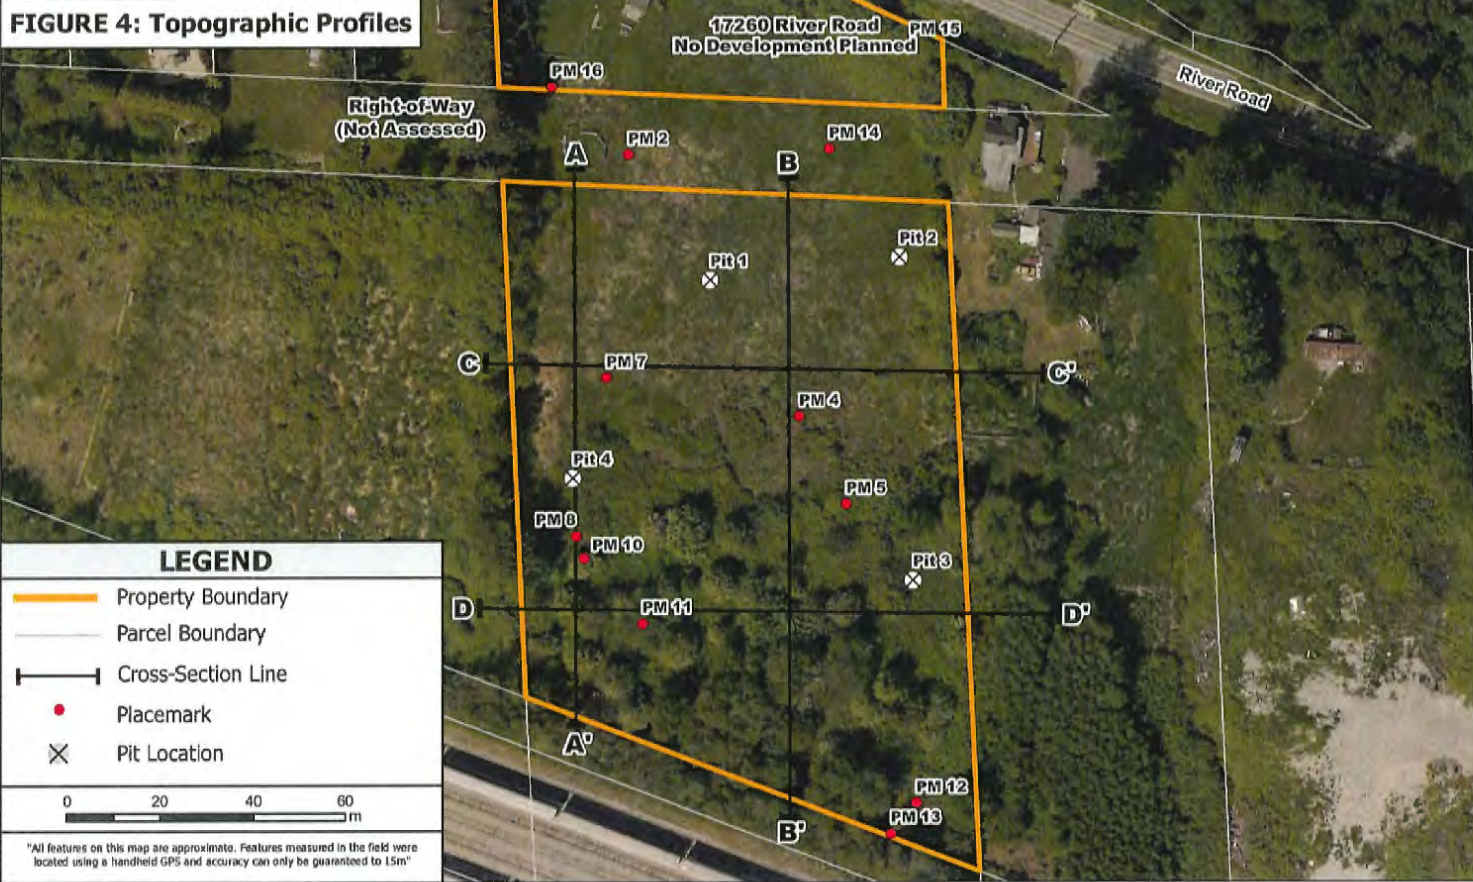 FIGURE 4: Topographic Profiles
17260 River Road
No Development Planned
PM 15
River Road
PM 16
Right-of-Way
(Not Assessed)
PM 2
PM 14
A
B
Pit 2
Pit 1
C
PM 7
C'
PM 4
Pit 4
PM 5
PM 8
PM 10
Pit 3
D
PM 11
D'
A'
PM 12
PM 13
B'
LEGEND
Property Boundary
Parcel Boundary
Cross-Section Line
Placemark
Pit Location
0 20 40 60
m
"All features on this map are approximate. Features measured in the field were
located using a handheld GPS and accuracy can only be guaranteed to 15m"